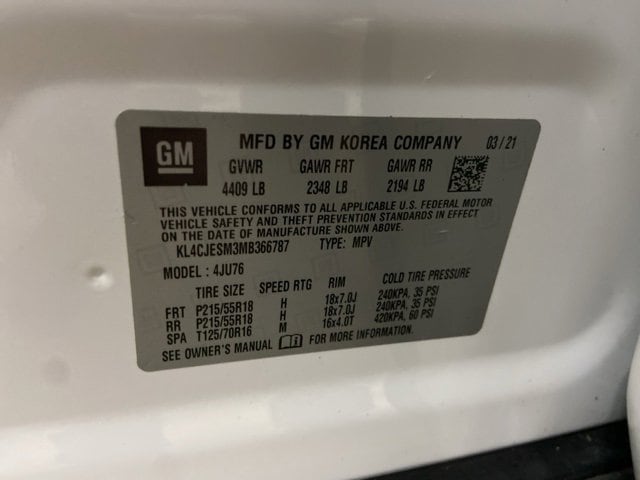 GM
MFD BY GM KOREA COMPANY 03/21
GVWR GAWR FRT GAWR RR
4409 LB 2348 LB 2194 LB
THIS VEHICLE CONFORMS TO ALL APPLICABLE U.S. FEDERAL MOTOR
VEHICLE SAFETY AND THEFT PREVENTION STANDARDS IN EFFECT
ON THE DATE OF MANUFACTURE SHOWN ABOVE.
KL4CJESM3MB366787 TYPE: MPV
MODEL: 4JU76
TIRE SIZE SPEED RTG RIM COLD TIRE PRESSURE
FRT P215/55R18 H 18x7.0J 240KPA, 35 PSI
RR P215/55R18 H 18x7.0J 240KPA, 35 PSI
SPA T125/70R16 M 16x4.0T 420KPA, 60 PSI
SEE OWNER'S MANUAL FOR MORE INFORMATION.